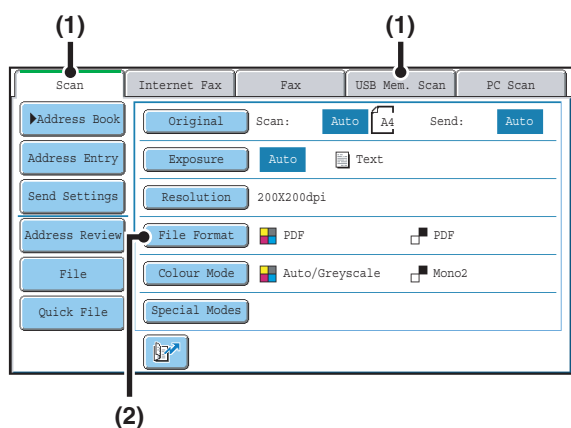 (1) (1)
Scan Internet Fax Fax USB Mem. Scan PC Scan
Address Book Original Scan: Auto A4 Send: Auto
Address Entry Exposure Auto Text
Send Settings Resolution 200X200dpi
Address Review File Format PDF PDF
File Colour Mode Auto/Greyscale Mono2
Quick File Special Modes
(2)